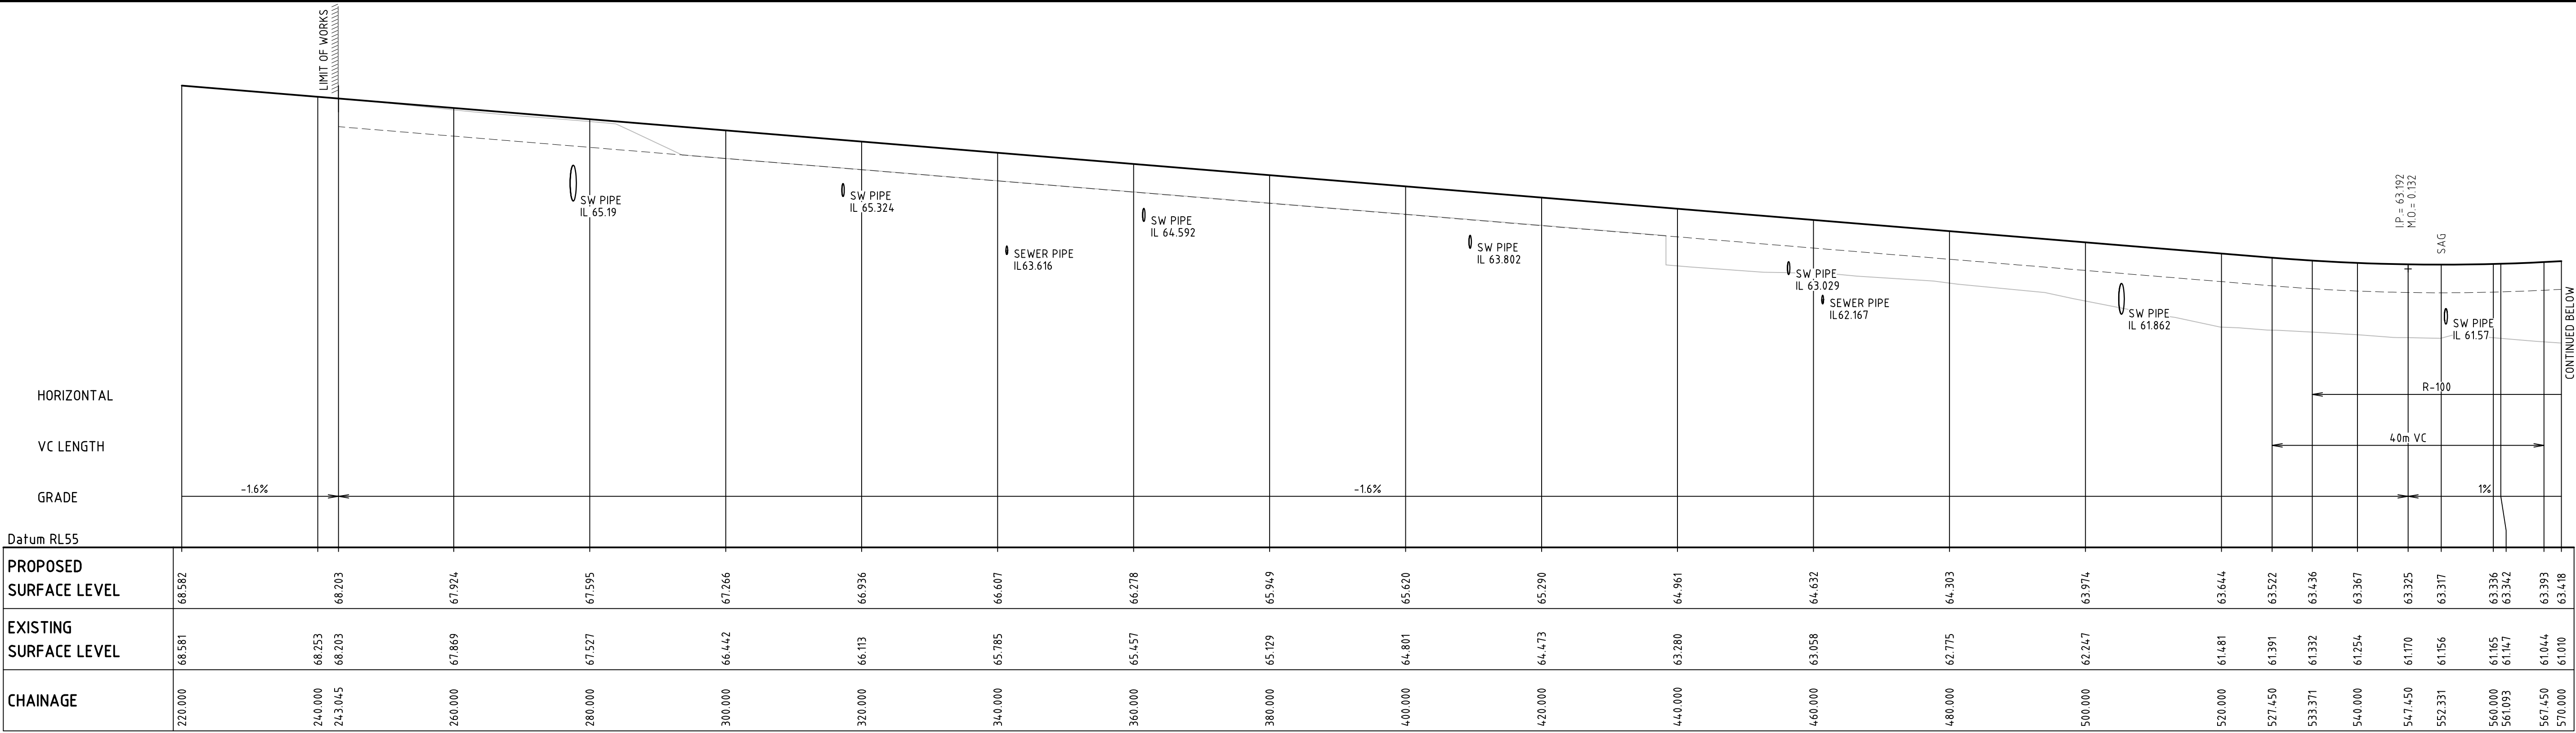 LIMIT OF WORKS
SW PIPE
IL 65.19
SW PIPE
IL 65.324
SEWER PIPE
IL63.616
SW PIPE
IL 64.592
SW PIPE
IL 63.802
SW PIPE
IL 63.029
SEWER PIPE
IL62.167
SW PIPE
IL 61.862
I.P.= 63.192
M.O.= 0.132
SAG
SW PIPE
IL 61.57
CONTINUED BELOW
HORIZONTAL
R-100
VC LENGTH
40m VC
GRADE
-1.6%
-1.6%
1%
Datum RL55
PROPOSED
SURFACE LEVEL
68.582
68.203
67.924
67.595
67.266
66.936
66.607
66.278
65.949
65.620
65.290
64.961
64.632
64.303
63.974
63.644
63.522
63.436
63.367
63.325
63.317
63.336
63.342
63.393
63.418
EXISTING
SURFACE LEVEL
68.581
68.253
68.203
67.869
67.527
66.442
66.113
65.785
65.457
65.129
64.801
64.473
63.280
63.058
62.775
62.247
61.481
61.391
61.332
61.254
61.170
61.156
61.165
61.147
61.044
61.010
CHAINAGE
220.000
240.000
243.045
260.000
280.000
300.000
320.000
340.000
360.000
380.000
400.000
420.000
440.000
460.000
480.000
500.000
520.000
527.450
533.371
540.000
547.450
552.331
560.000
561.093
567.450
570.000